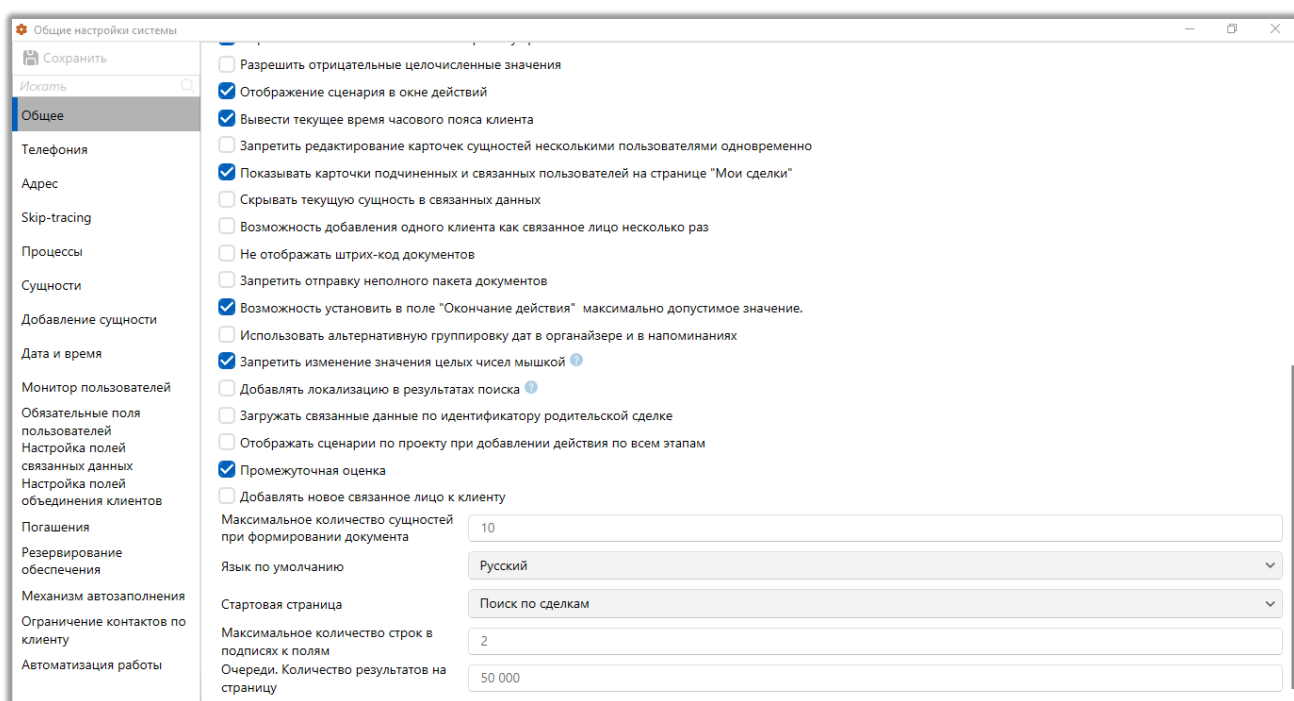 Общие настройки системы
Сохранить
Искать
Общее
Телефония
Адрес
Skip-tracing
Процессы
Сущности
Добавление сущности
Дата и время
Монитор пользователей
Обязательные поля
пользователей
Настройка полей
связанных данных
Настройка полей
объединения клиентов
Погашения
Резервирование
обеспечения
Механизм автозаполнения
Ограничение контактов по
клиенту
Автоматизация работы
Разрешить отрицательные целочисленные значения
Отображение сценария в окне действий
Вывести текущее время часового пояса клиента
Запретить редактирование карточек сущностей несколькими пользователями одновременно
Показывать карточки подчиненных и связанных пользователей на странице "Мои сделки"
Скрывать текущую сущность в связанных данных
Возможность добавления одного клиента как связанное лицо несколько раз
Не отображать штрих-код документов
Запретить отправку неполного пакета документов
Возможность установить в поле "Окончание действия" максимально допустимое значение.
Использовать альтернативную группировку дат в органайзере и в напоминаниях
Запретить изменение значения целых чисел мышкой ?
Добавлять локализацию в результатах поиска ?
Загружать связанные данные по идентификатору родительской сделке
Отображать сценарии по проекту при добавлении действия по всем этапам
Промежуточная оценка
Добавлять новое связанное лицо к клиенту
Максимальное количество сущностей
при формировании документа
10
Язык по умолчанию
Русский
Стартовая страница
Поиск по сделкам
Максимальное количество строк в
подписях к полям
2
Очереди. Количество результатов на
страницу
50 000